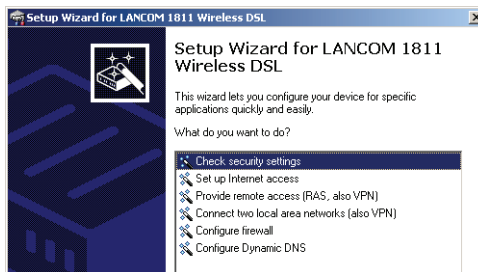 Setup Wizard for LANCOM 1811 Wireless DSL
Setup Wizard for LANCOM 1811
Wireless DSL
This wizard lets you configure your device for specific
applications quickly and easily.
What do you want to do?
Check security settings
Set up Internet access
Provide remote access (RAS, also VPN)
Connect two local area networks (also VPN)
Configure firewall
Configure Dynamic DNS